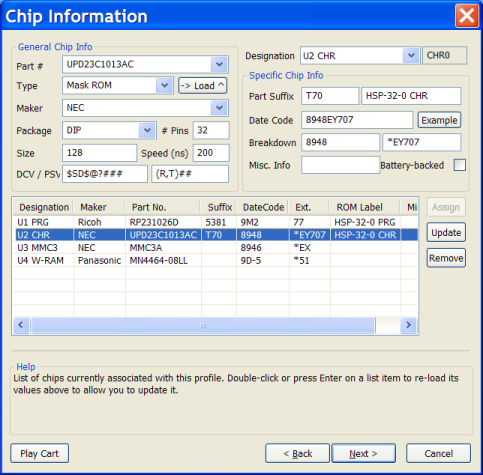 Chip Information
General Chip Info
Part # UPD23C1013AC
Type Mask ROM -> Load ^
Maker NEC
Package DIP # Pins 32
Size 128 Speed (ns) 200
DCV / PSV $SD$@?### (R,T)##
Designation U2 CHR CHR0
Specific Chip Info
Part Suffix T70 HSP-32-0 CHR
Date Code 8948EY707 Example
Breakdown 8948 *EY707
Misc. Info Battery-backed
Designation Maker Part No. Suffix DateCode Ext. ROM Label Mi
U1 PRG Ricoh RP231026D 5381 9M2 77 HSP-32-0 PRG
U2 CHR NEC UPD23C1013AC T70 8948 *EY707 HSP-32-0 CHR
U3 MMC3 NEC MMC3A 8946 *EX
U4 W-RAM Panasonic MN4464-08LL 9D-5 *51
Assign
Update
Remove
Help
List of chips currently associated with this profile. Double-click or press Enter on a list item to re-load its
values above to allow you to update it.
Play Cart < Back Next > Cancel